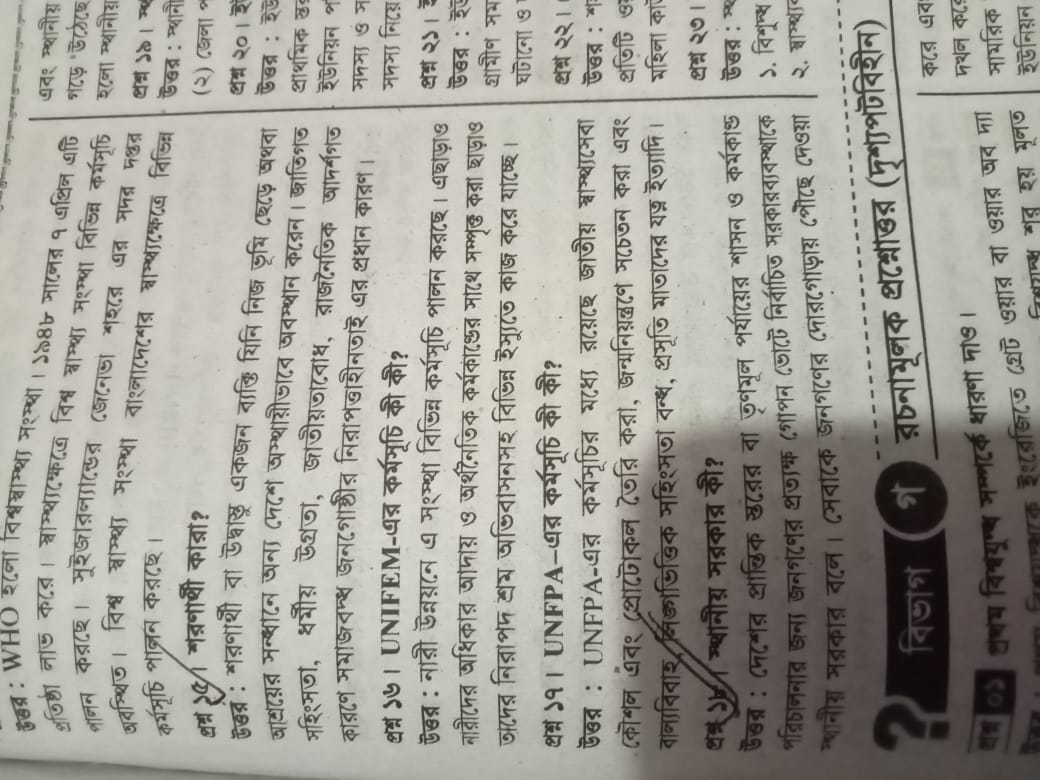 উত্তর : WHO হলো বিশ্বস্বাস্থ্য সংস্থা। ১৯৪৮ সালের ৭ এপ্রিল এটি
প্রতিষ্ঠা লাভ করে। স্বাস্থ্যক্ষেত্রে বিশ্ব স্বাস্থ্য সংস্থা বিভিন্ন কর্মসূচি
পালন করছে। সুইজারল্যান্ডের জেনেভা শহরে এর সদর দপ্তর
অবস্থিত। বিশ্ব স্বাস্থ্য সংস্থা বাংলাদেশের স্বাস্থ্যক্ষেত্রে বিভিন্ন
কর্মসূচি পালন করছে।
প্রশ্ন ১৫। শরণার্থী কারা?
উত্তর : শরণার্থী বা উদ্বাস্তু একজন ব্যক্তি যিনি নিজ ভূমি ছেড়ে অথবা
আশ্রয়ের সন্ধানে অন্য দেশে অস্থায়ীভাবে অবস্থান করেন। জাতিগত
সহিংসতা, ধর্মীয় উগ্রতা, জাতীয়তাবোধ, রাজনৈতিক আদর্শগত
কারণে সমাজবদ্ধ জনগোষ্ঠীর নিরাপত্তাহীনতাই এর প্রধান কারণ।
প্রশ্ন ১৬। UNIFEM-এর কর্মসূচি কী কী?
উত্তর : নারী উন্নয়নে এ সংস্থা বিভিন্ন কর্মসূচি পালন করছে। এছাড়াও
নারীদের অধিকার আদায় ও অর্থনৈতিক কর্মকাণ্ডের সাথে সম্পৃক্ত করা ছাড়াও
তাদের নিরাপদ শ্রম অভিবাসনসহ বিভিন্ন ইস্যুতে কাজ করে যাচ্ছে।
প্রশ্ন ১৭। UNFPA-এর কর্মসূচি কী কী?
উত্তর : UNFPA-এর কর্মসূচির মধ্যে রয়েছে জাতীয় স্বাস্থ্যসেবা
কৌশল এবং প্রোটোকল তৈরি করা, জন্মনিয়ন্ত্রণে সচেতন করা এবং
বাল্যবিবাহ, লিঙ্গভিত্তিক সহিংসতা বন্ধ, প্রসূতি মাতাদের যত্ন ইত্যাদি।
প্রশ্ন ১৮। স্থানীয় সরকার কী?
উত্তর : দেশের প্রান্তিক স্তরের বা তৃণমূল পর্যায়ের শাসন ও কর্মকাণ্ড
পরিচালনার জন্য জনগণের প্রত্যক্ষ গোপন ভোটে নির্বাচিত সরকারব্যবস্থাকে
স্থানীয় সরকার বলে। সেবাকে জনগণের দোরগোড়ায় পৌঁছে দেওয়া
এবং স্থানীয়
গড়ে উঠেছে
হলো স্থানীয়
প্রশ্ন ১৯।
উত্তর : স্থানী
(২) জেলা
প্রশ্ন ২০।
উত্তর : ইউ
প্রাথমিক স্ত
ইউনিয়ন প
সদস্য ও স
সদস্য নিয়ে
প্রশ্ন ২১।
উত্তর : ইউ
গ্রামীণ সম
ঘটানো ও
প্রশ্ন ২২।
উত্তর : শ
প্রতিটি ও
মহিলা কা
প্রশ্ন ২৩।
উত্তর :
১. বিশুদ্ধ
২. স্বাস্থ্য
? বিভাগ গ রচনামূলক প্রশ্নোত্তর (দৃশ্যপটবিহীন)
প্রশ্ন ০১ প্রথম বিশ্বযুদ্ধ সম্পর্কে ধারণা দাও।
ইংরেজিতে গ্রেট ওয়ার বা ওয়ার অব দ্যা
শুরু হয় মূলত
করে এবং
দখল করে
সামরিক
ইউনিয়ন